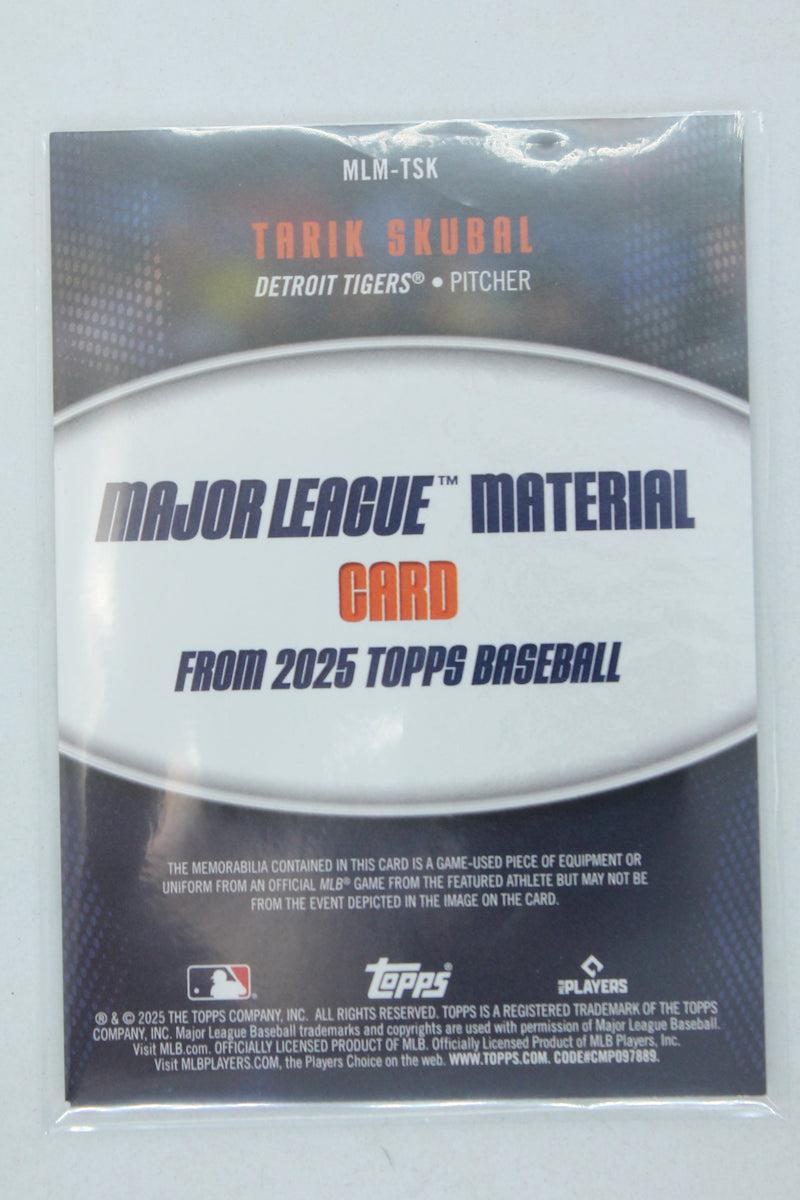 MLM-TSK
TARIK SKUBAL
DETROIT TIGERS® • PITCHER
MAJOR LEAGUE™ MATERIAL
CARD
FROM 2025 TOPPS BASEBALL
THE MEMORABILIA CONTAINED IN THIS CARD IS A GAME-USED PIECE OF EQUIPMENT OR
UNIFORM FROM AN OFFICIAL MLB® GAME FROM THE FEATURED ATHLETE BUT MAY NOT BE
FROM THE EVENT DEPICTED IN THE IMAGE ON THE CARD.
topps®
MLB PLAYERS
® & © 2025 THE TOPPS COMPANY, INC. ALL RIGHTS RESERVED. TOPPS IS A REGISTERED TRADEMARK OF THE TOPPS
COMPANY, INC. Major League Baseball trademarks and copyrights are used with permission of Major League Baseball.
Visit MLB.com. OFFICIALLY LICENSED PRODUCT OF MLB. Officially Licensed Product of MLB Players, Inc.
Visit MLBPLAYERS.COM, the Players Choice on the web. WWW.TOPPS.COM. CODE#CMP097889.